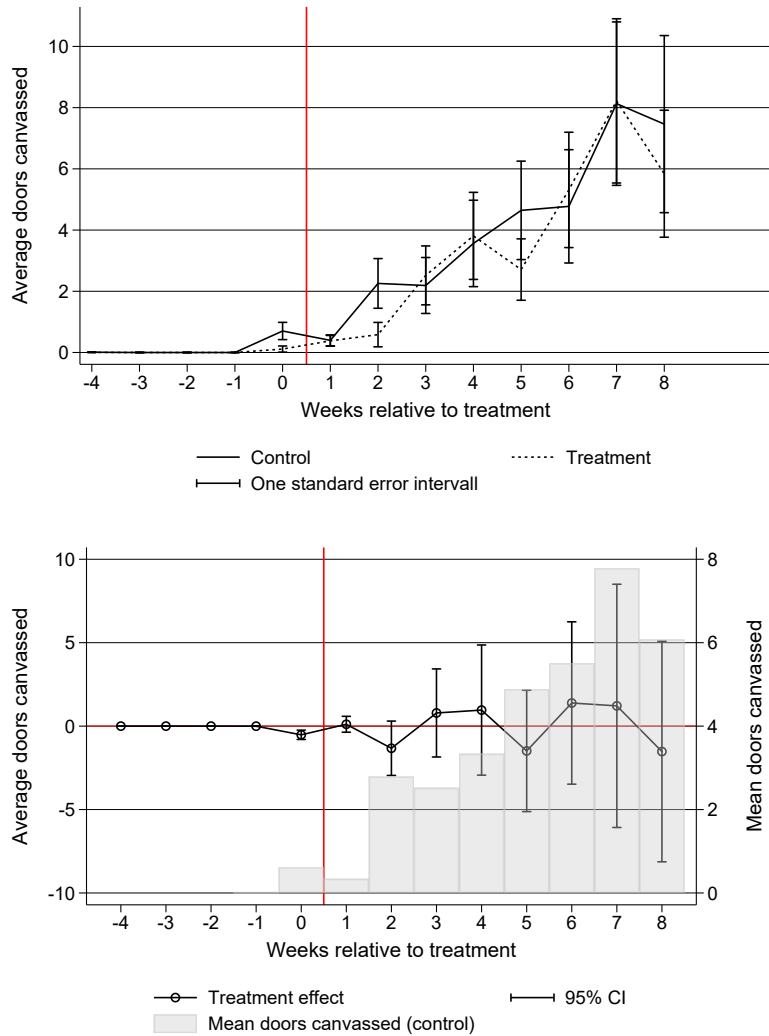 10
8
6
4
2
0
Average doors canvassed
-4 -3 -2 -1 0 1 2 3 4 5 6 7 8
Weeks relative to treatment
Control Treatment
One standard error intervall
10
5
0
-5
-10
Average doors canvassed
8
6
4
2
0
Mean doors canvassed
-4 -3 -2 -1 0 1 2 3 4 5 6 7 8
Weeks relative to treatment
Treatment effect 95% CI
Mean doors canvassed (control)